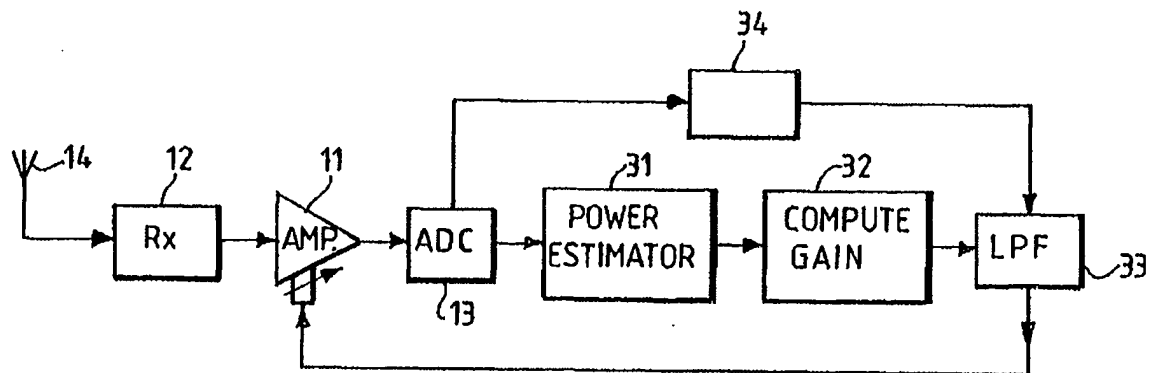 34
14
12
11
31
32
Rx
AMP.
ADC
POWER
ESTIMATOR
COMPUTE
GAIN
LPF
13
33